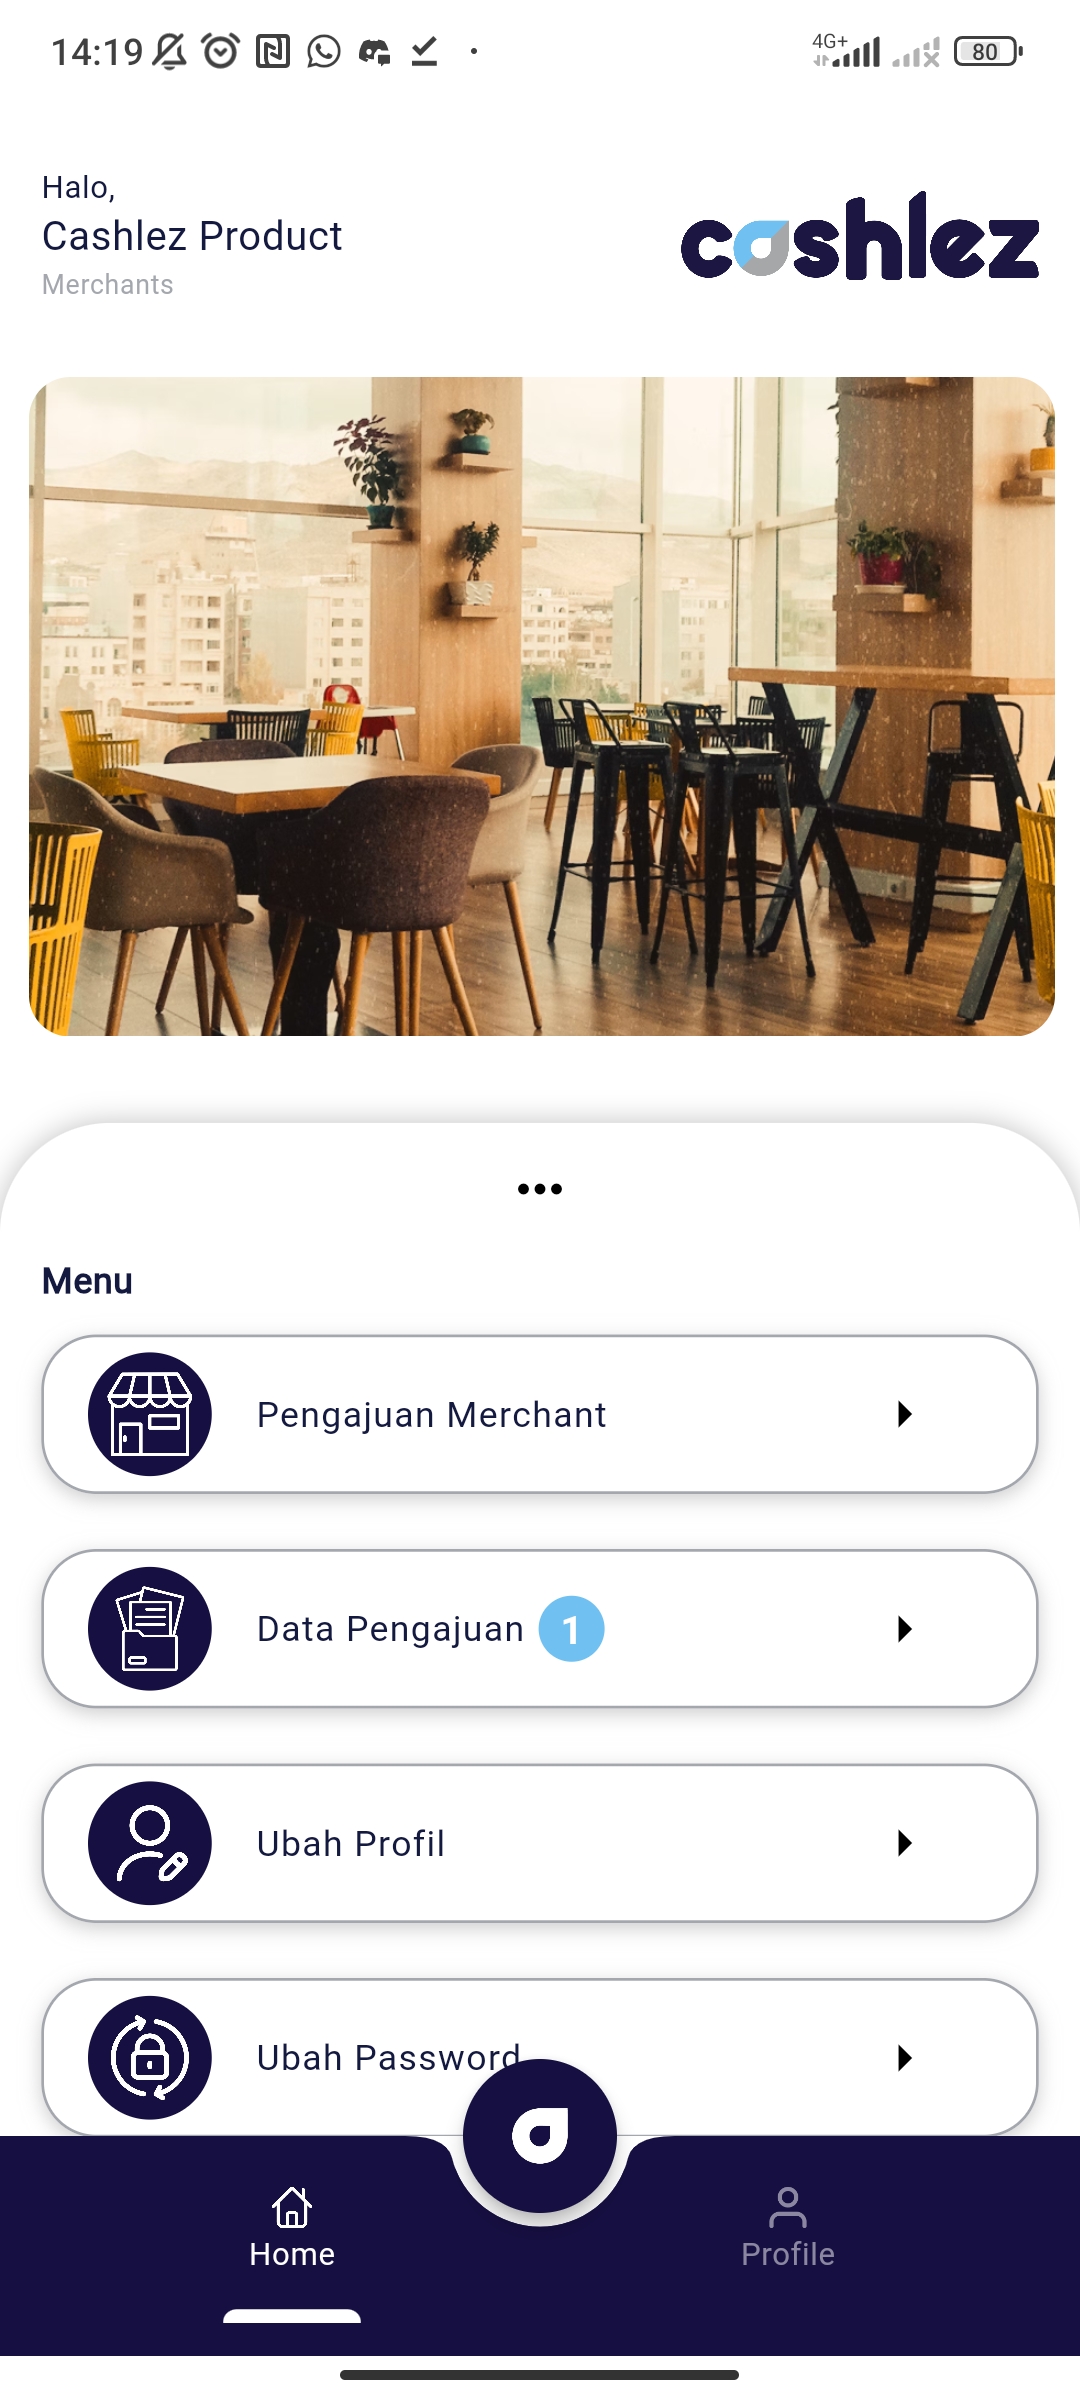 14:19
4G+
80
Halo,
Cashlez Product
Merchants
cashlez
Menu
Pengajuan Merchant
Data Pengajuan 1
Ubah Profil
Ubah Password
Home
Profile